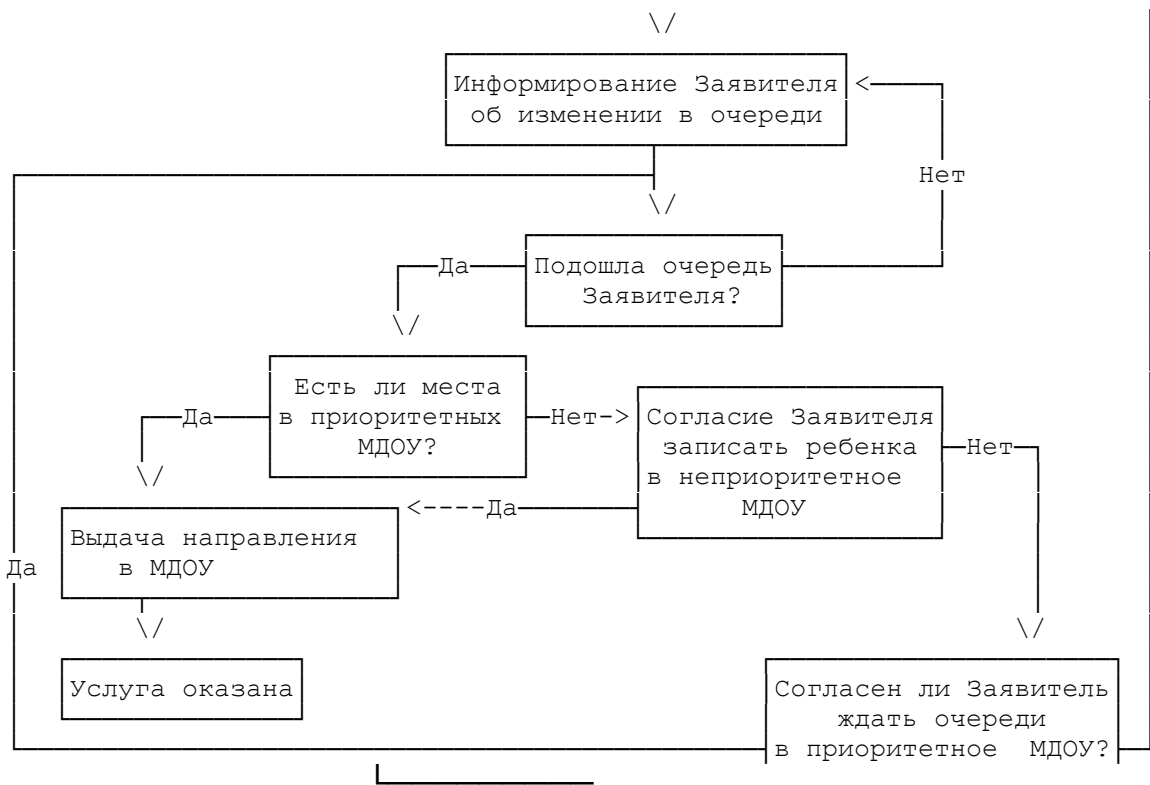 \/
Информирование Заявителя <
об изменении в очереди
Нет
\/
Да
Подошла очередь
Заявителя?
\/
Есть ли места
в приоритетных
МДОУ?
Да
Нет->
Согласие Заявителя
записать ребенка
в неприоритетное
МДОУ
Нет
\/
<----Да
Выдача направления
в МДОУ
Да
\/
\/
Услуга оказана
Согласен ли Заявитель
ждать очереди
в приоритетное МДОУ?